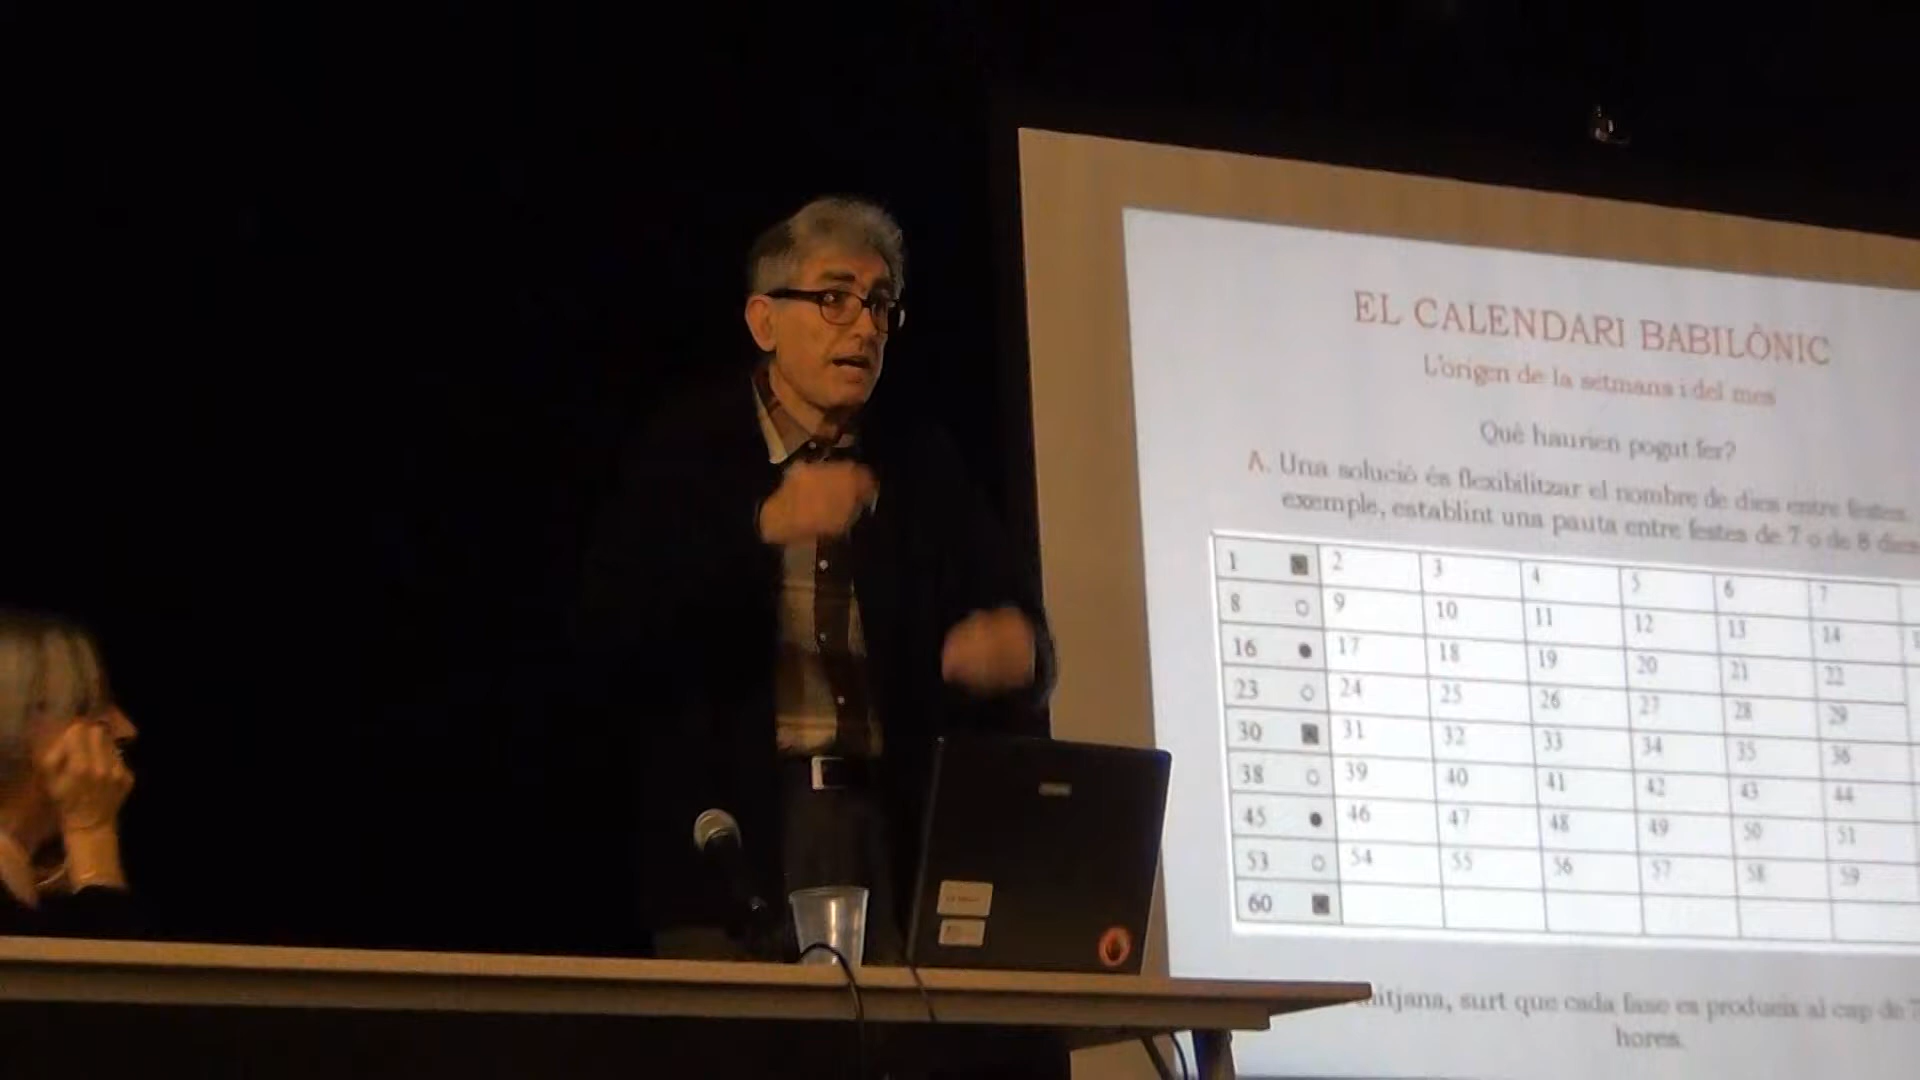 EL CALENDARI BABILÒNIC
L'origen de la setmana i del mes
Què haurien pogut fer?
A. Una solució és flexibilitzar el nombre de dies entre festes.
exemple, establint una pauta entre festes de 7 o de 8 dies
1 2 3 4 5 6 7
8 9 10 11 12 13 14
16 17 18 19 20 21 22
23 24 25 26 27 28 29
30 31 32 33 34 35 36
38 39 40 41 42 43 44
45 46 47 48 49 50 51
53 54 55 56 57 58 59
60
mitjana, surt que cada fase es produeix al cap de 7
hores.